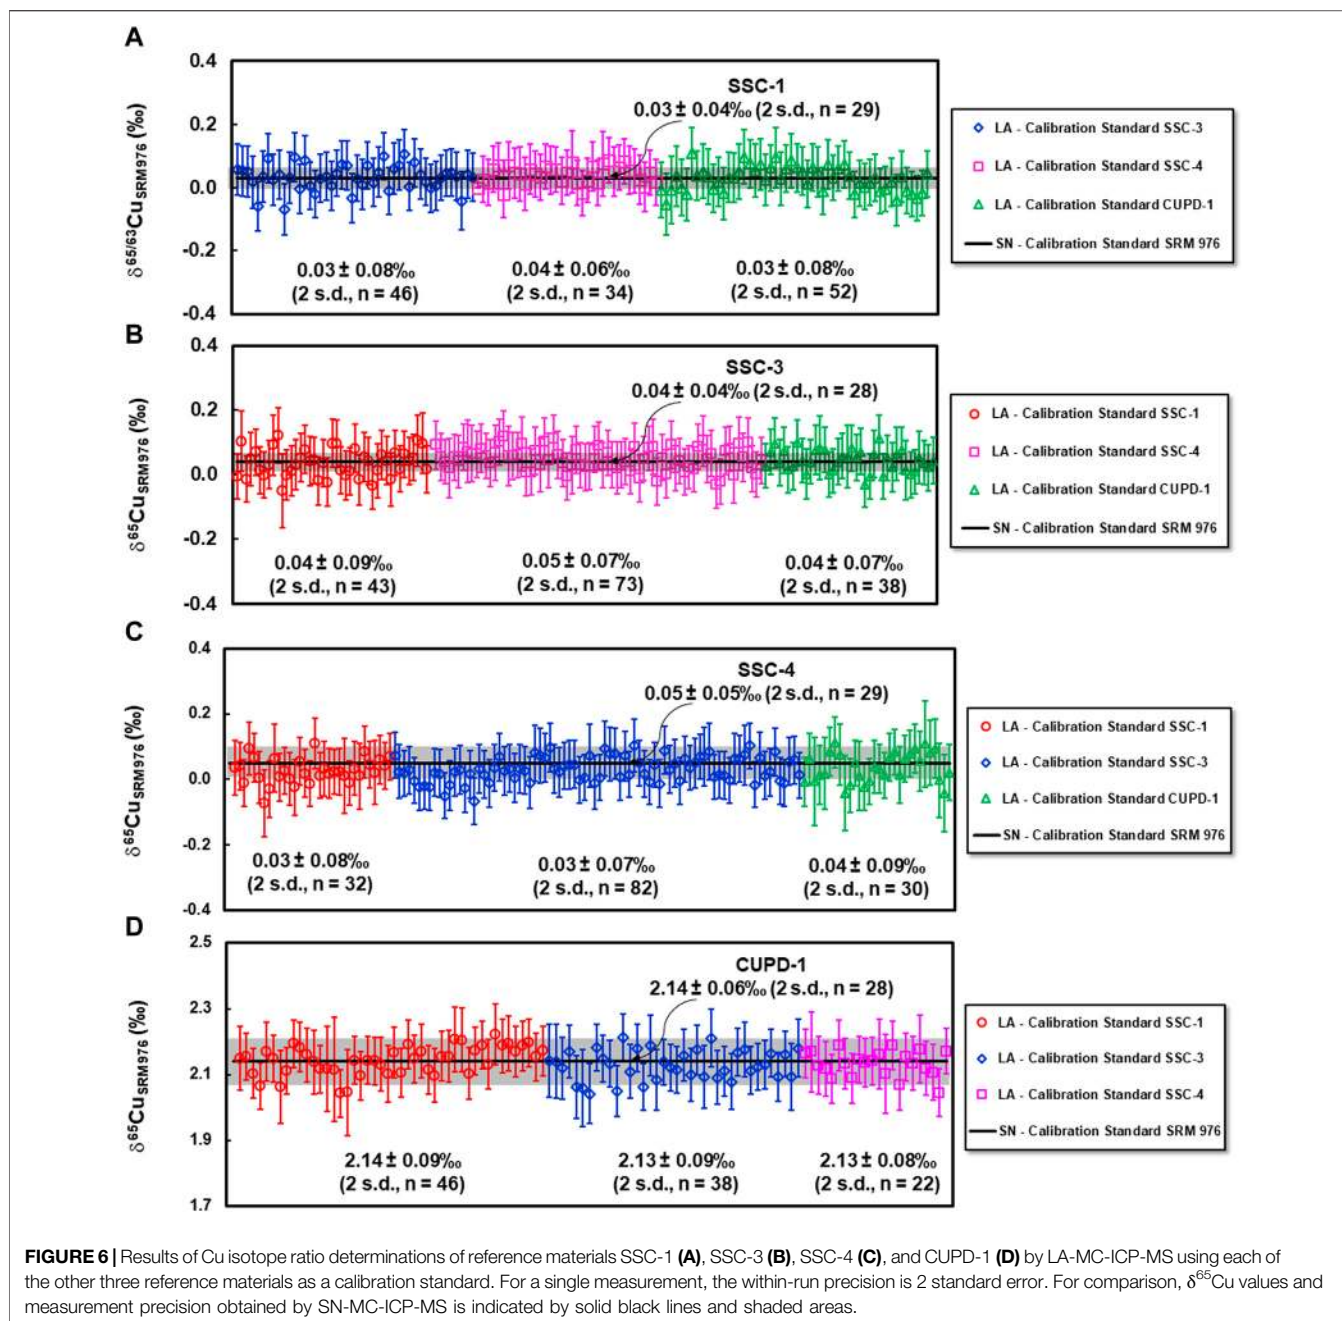 A
δ65/63CuSRM976 (‰)
0.4
0.2
0.0
-0.2
-0.4
SSC-1
0.03 ± 0.04‰ (2 s.d., n = 29)
0.03 ± 0.08‰
(2 s.d., n = 46)
0.04 ± 0.06‰
(2 s.d., n = 34)
0.03 ± 0.08‰
(2 s.d., n = 52)
LA - Calibration Standard SSC-3
LA - Calibration Standard SSC-4
LA - Calibration Standard CUPD-1
SN - Calibration Standard SRM 976
B
δ65CuSRM976 (‰)
0.4
0.2
0.0
-0.2
-0.4
SSC-3
0.04 ± 0.04‰ (2 s.d., n = 28)
0.04 ± 0.09‰
(2 s.d., n = 43)
0.05 ± 0.07‰
(2 s.d., n = 73)
0.04 ± 0.07‰
(2 s.d., n = 38)
LA - Calibration Standard SSC-1
LA - Calibration Standard SSC-4
LA - Calibration Standard CUPD-1
SN - Calibration Standard SRM 976
C
δ65CuSRM976 (‰)
0.4
0.2
0.0
-0.2
-0.4
SSC-4
0.05 ± 0.05‰ (2 s.d., n = 29)
0.03 ± 0.08‰
(2 s.d., n = 32)
0.03 ± 0.07‰
(2 s.d., n = 82)
0.04 ± 0.09‰
(2 s.d., n = 30)
LA - Calibration Standard SSC-1
LA - Calibration Standard SSC-3
LA - Calibration Standard CUPD-1
SN - Calibration Standard SRM 976
D
δ65CuSRM976 (‰)
2.5
2.3
2.1
1.9
1.7
CUPD-1
2.14 ± 0.06‰ (2 s.d., n = 28)
2.14 ± 0.09‰
(2 s.d., n = 46)
2.13 ± 0.09‰
(2 s.d., n = 38)
2.13 ± 0.08‰
(2 s.d., n = 22)
LA - Calibration Standard SSC-1
LA - Calibration Standard SSC-3
LA - Calibration Standard SSC-4
SN - Calibration Standard SRM 976
FIGURE 6 | Results of Cu isotope ratio determinations of reference materials SSC-1 (A), SSC-3 (B), SSC-4 (C), and CUPD-1 (D) by LA-MC-ICP-MS using each of
the other three reference materials as a calibration standard. For a single measurement, the within-run precision is 2 standard error. For comparison, δ65Cu values and
measurement precision obtained by SN-MC-ICP-MS is indicated by solid black lines and shaded areas.